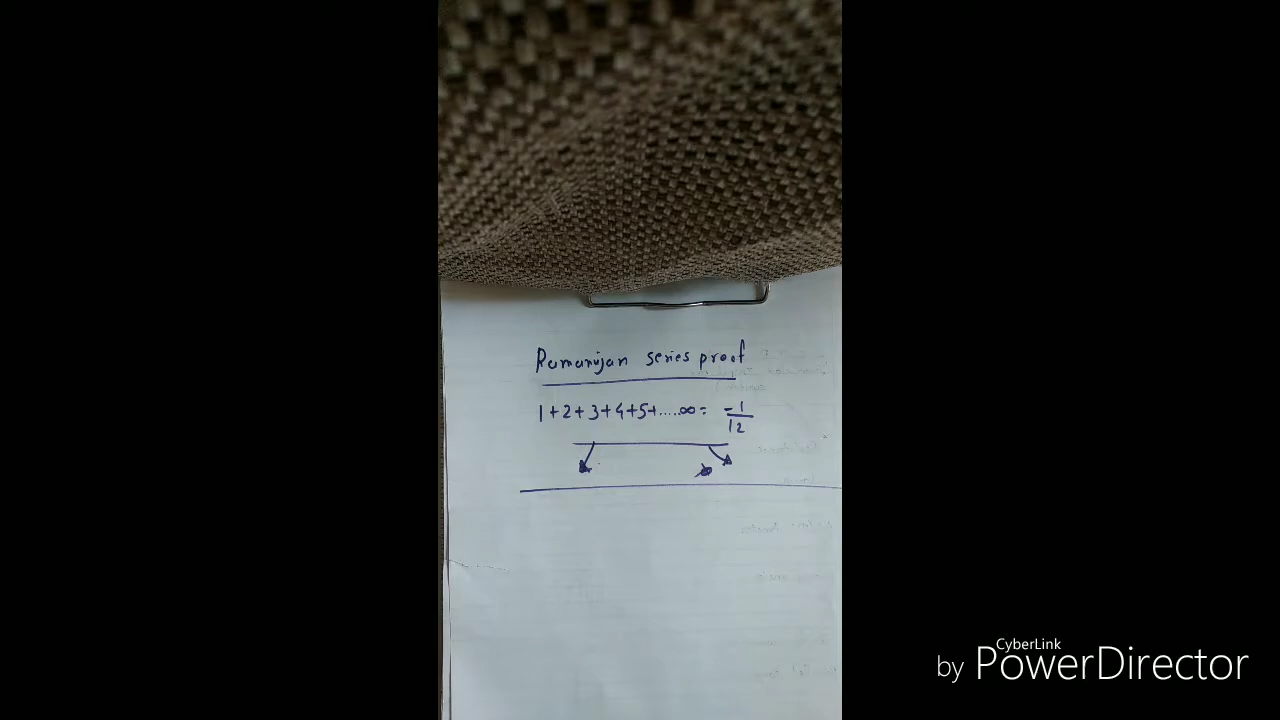 Ramanujan series proof
1+2+3+4+5+.....∞= -1/12
CyberLink
by PowerDirector